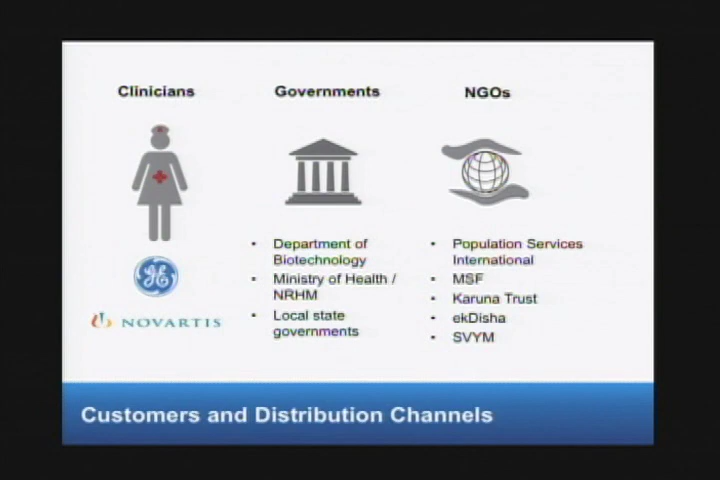 Clinicians
Governments
NGOs
GE
NOVARTIS
• Department of
Biotechnology
• Ministry of Health /
NRHM
• Local state
governments
• Population Services
International
• MSF
• Karuna Trust
• ekDisha
• SVYM
Customers and Distribution Channels